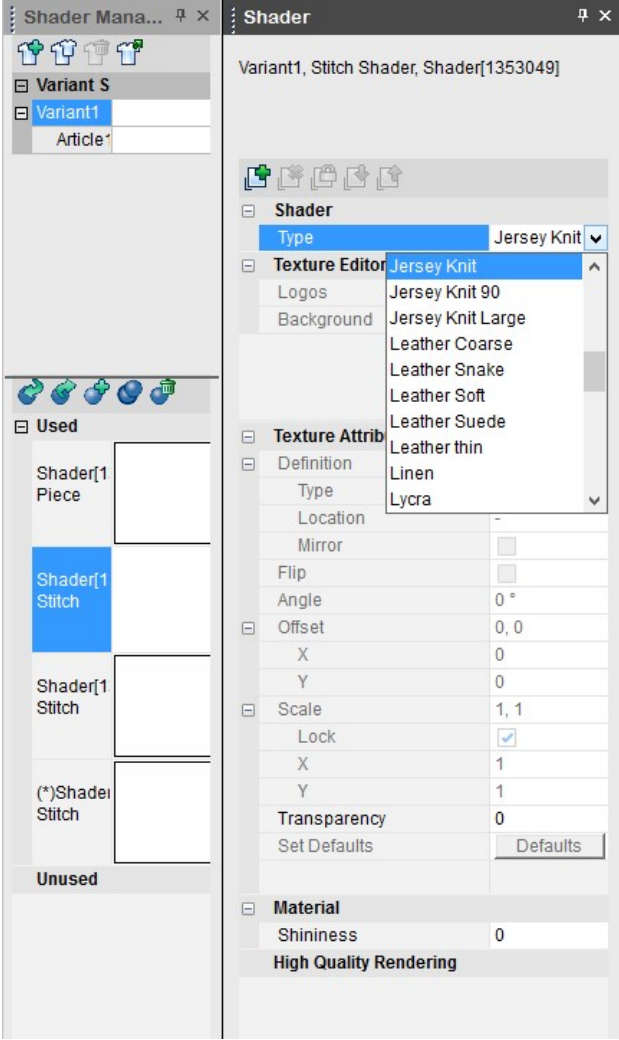 Shader Mana...
Variant S
Variant1
Article1
Used
Shader[1
Piece
Shader[1
Stitch
Shader[1
Stitch
(*)Shader
Stitch
Unused
Shader
Variant1, Stitch Shader, Shader[1353049]
Shader
Type Jersey Knit
Texture Editor
Logos
Background
Jersey Knit
Jersey Knit 90
Jersey Knit Large
Leather Coarse
Leather Snake
Leather Soft
Leather Suede
Leather thin
Linen
Lycra
Texture Attrib
Definition
Type
Location -
Mirror
Flip
Angle 0 °
Offset 0, 0
X 0
Y 0
Scale 1, 1
Lock
X 1
Y 1
Transparency 0
Set Defaults Defaults
Material
Shininess 0
High Quality Rendering